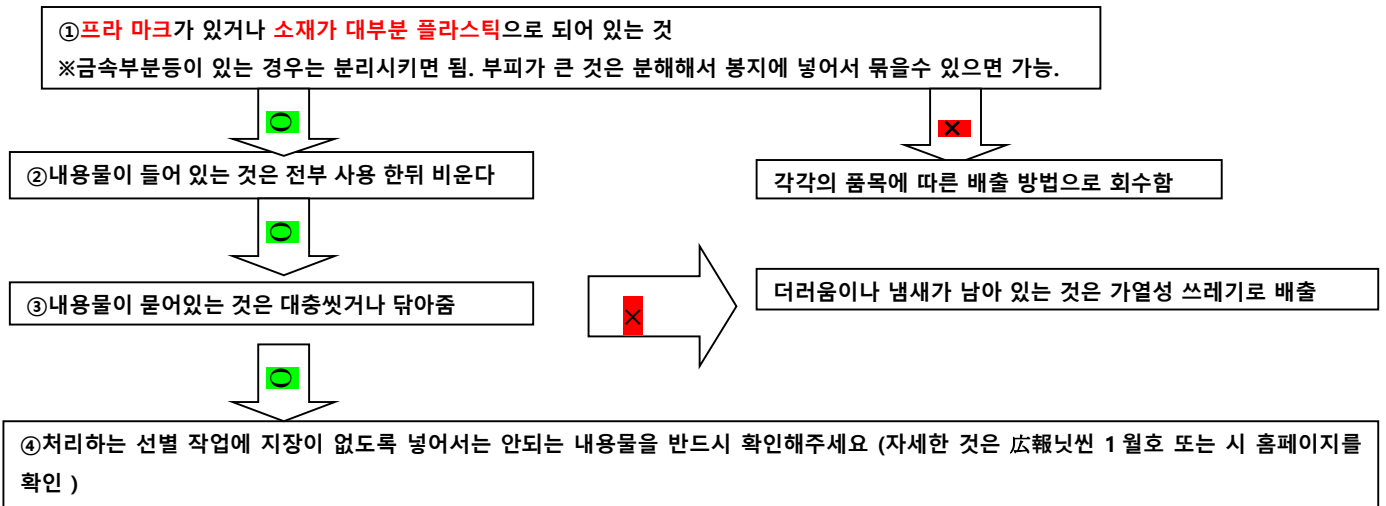 ①프라 마크가 있거나 소재가 대부분 플라스틱으로 되어 있는 것
※금속부분등이 있는 경우는 분리시키면 됨. 부피가 큰 것은 분해해서 봉지에 넣어서 묶을수 있으면 가능.
O
×
②내용물이 들어 있는 것은 전부 사용 한뒤 비운다
각각의 품목에 따른 배출 방법으로 회수함
O
③내용물이 묻어있는 것은 대충씻거나 닦아줌
×
더러움이나 냄새가 남아 있는 것은 가열성 쓰레기로 배출
O
④처리하는 선별 작업에 지장이 없도록 넣어서는 안되는 내용물을 반드시 확인해주세요 (자세한 것은 広報닛씬 1 월호 또는 시 홈페이지를
확인 )